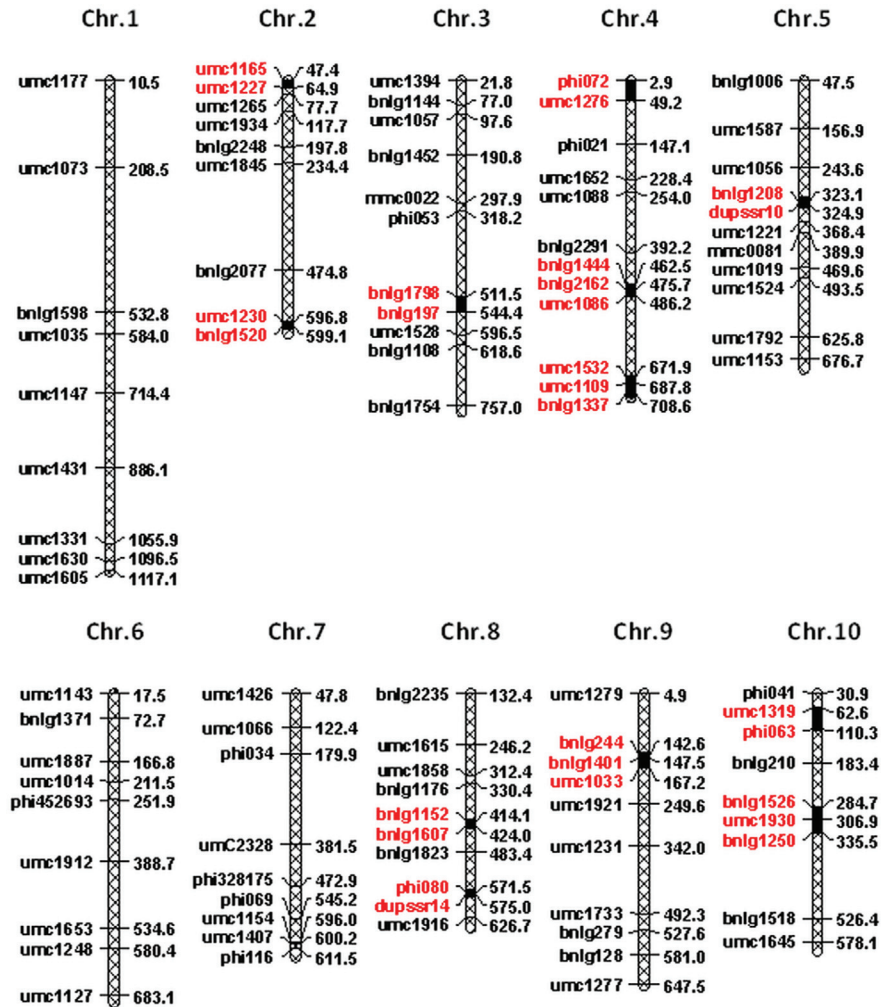 Chr.1 Chr.2 Chr.3 Chr.4 Chr.5
umc1177 10.5
umc1073 208.5
bnlg1598 532.8
umc1035 584.0
umc1147 714.4
umc1431 886.1
umc1331 1055.9
umc1630 1096.5
umc1605 1117.1
umc1165 47.4
umc1227 64.9
umc1265 77.7
umc1934 117.7
bnlg2248 197.8
umc1845 234.4
bnlg2077 474.8
umc1230 596.8
bnlg1520 599.1
umc1394 21.8
bnlg1144 77.0
umc1057 97.6
bnlg1452 190.8
mmc0022 297.9
phi053 318.2
bnlg1798 511.5
bnlg197 544.4
umc1528 596.5
bnlg1108 618.6
bnlg1754 757.0
phi072 2.9
umc1276 49.2
phi021 147.1
umc1652 228.4
umc1088 254.0
bnlg2291 392.2
bnlg1444 462.5
bnlg2162 475.7
umc1086 486.2
umc1532 671.9
umc1109 687.8
bnlg1337 708.6
bnlg1006 47.5
umc1587 156.9
umc1056 243.6
bnlg1208 323.1
dupssr10 324.9
umc1221 368.4
mmc0081 389.9
umc1019 469.6
umc1524 493.5
umc1792 625.8
umc1153 676.7
Chr.6 Chr.7 Chr.8 Chr.9 Chr.10
umc1143 17.5
bnlg1371 72.7
umc1887 166.8
umc1014 211.5
phi452693 251.9
umc1912 388.7
umc1653 534.6
umc1248 580.4
umc1127 683.1
umc1426 47.8
umc1066 122.4
phi034 179.9
umC2328 381.5
phi328175 472.9
phi069 545.2
umc1154 596.0
umc1407 600.2
phi116 611.5
bnlg2235 132.4
umc1615 246.2
umc1858 312.4
bnlg1176 330.4
bnlg1152 414.1
bnlg1607 424.0
bnlg1823 483.4
phi080 571.5
dupssr14 575.0
umc1916 626.7
umc1279 4.9
bnlg244 142.6
bnlg1401 147.5
umc1033 167.2
umc1921 249.6
umc1231 342.0
umc1733 492.3
bnlg279 527.6
bnlg128 581.0
umc1277 647.5
phi041 30.9
umc1319 62.6
phi063 110.3
bnlg210 183.4
bnlg1526 284.7
umc1930 306.9
bnlg1250 335.5
bnlg1518 526.4
umc1645 578.1